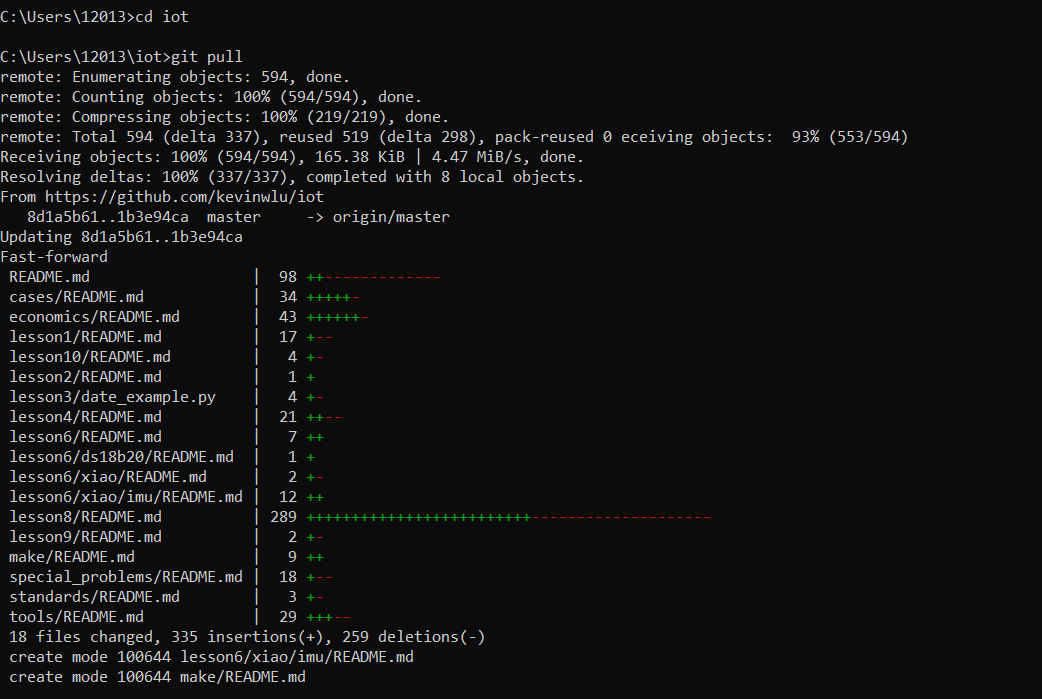 C:\Users\12013>cd iot
C:\Users\12013\iot>git pull
remote: Enumerating objects: 594, done.
remote: Counting objects: 100% (594/594), done.
remote: Compressing objects: 100% (219/219), done.
remote: Total 594 (delta 337), reused 519 (delta 298), pack-reused 0 eceiving objects:  93% (553/594)
Receiving objects: 100% (594/594), 165.38 KiB | 4.47 MiB/s, done.
Resolving deltas: 100% (337/337), completed with 8 local objects.
From https://github.com/kevinwlu/iot
   8d1a5b61..1b3e94ca  master     -> origin/master
Updating 8d1a5b61..1b3e94ca
Fast-forward
 README.md                  |  98 ++-------------
 cases/README.md            |  34 +++++-
 economics/README.md        |  43 ++++++-
 lesson1/README.md          |  17 +--
 lesson10/README.md         |   4 +-
 lesson2/README.md          |   1 +
 lesson3/date_example.py    |   4 +-
 lesson4/README.md          |  21 ++--
 lesson6/README.md          |   7 ++
 lesson6/ds18b20/README.md  |   1 +
 lesson6/xiao/README.md     |   2 +-
 lesson6/xiao/imu/README.md |  12 ++
 lesson8/README.md          | 289 +++++++++++++++++++++++++--------------------
 lesson9/README.md          |   2 +-
 make/README.md             |   9 ++
 special_problems/README.md |  18 +--
 standards/README.md        |   3 +-
 tools/README.md            |  29 +++--
 18 files changed, 335 insertions(+), 259 deletions(-)
 create mode 100644 lesson6/xiao/imu/README.md
 create mode 100644 make/README.md